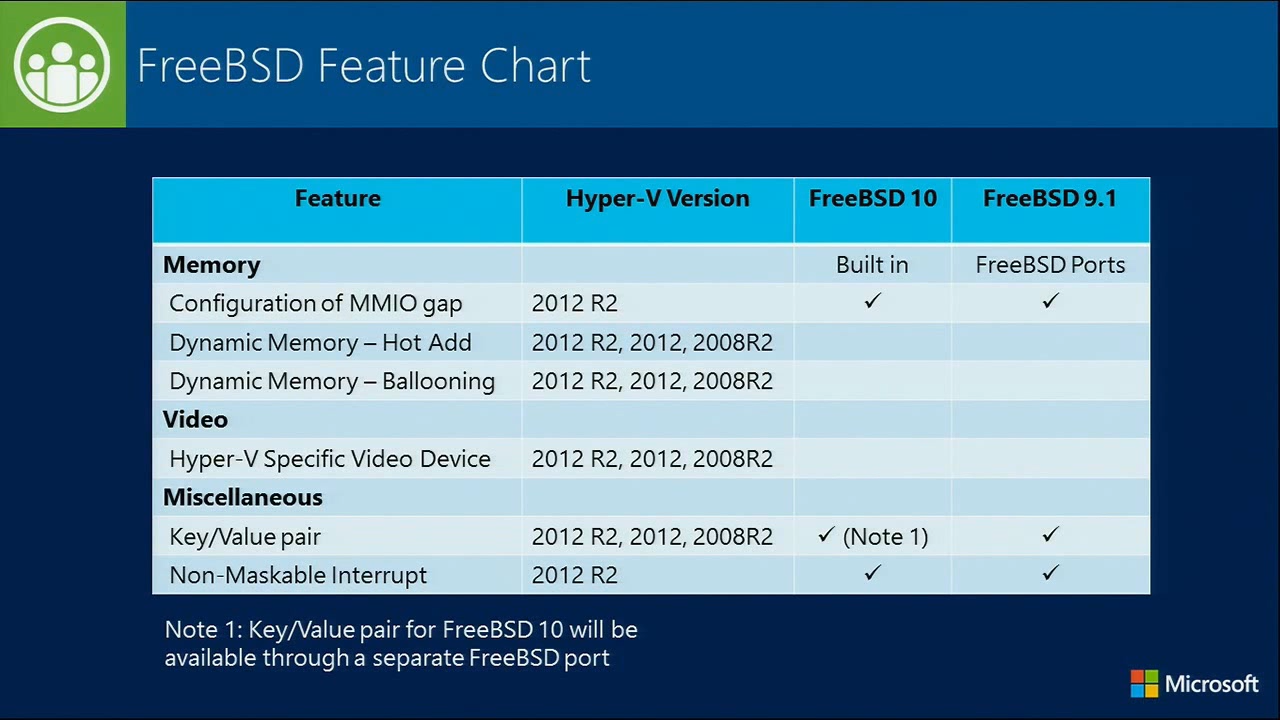 FreeBSD Feature Chart
Feature Hyper-V Version FreeBSD 10 FreeBSD 9.1
Memory Built in FreeBSD Ports
Configuration of MMIO gap 2012 R2 ✓ ✓
Dynamic Memory – Hot Add 2012 R2, 2012, 2008R2
Dynamic Memory – Ballooning 2012 R2, 2012, 2008R2
Video
Hyper-V Specific Video Device 2012 R2, 2012, 2008R2
Miscellaneous
Key/Value pair 2012 R2, 2012, 2008R2 ✓ (Note 1) ✓
Non-Maskable Interrupt 2012 R2 ✓ ✓
Note 1: Key/Value pair for FreeBSD 10 will be
available through a separate FreeBSD port
Microsoft